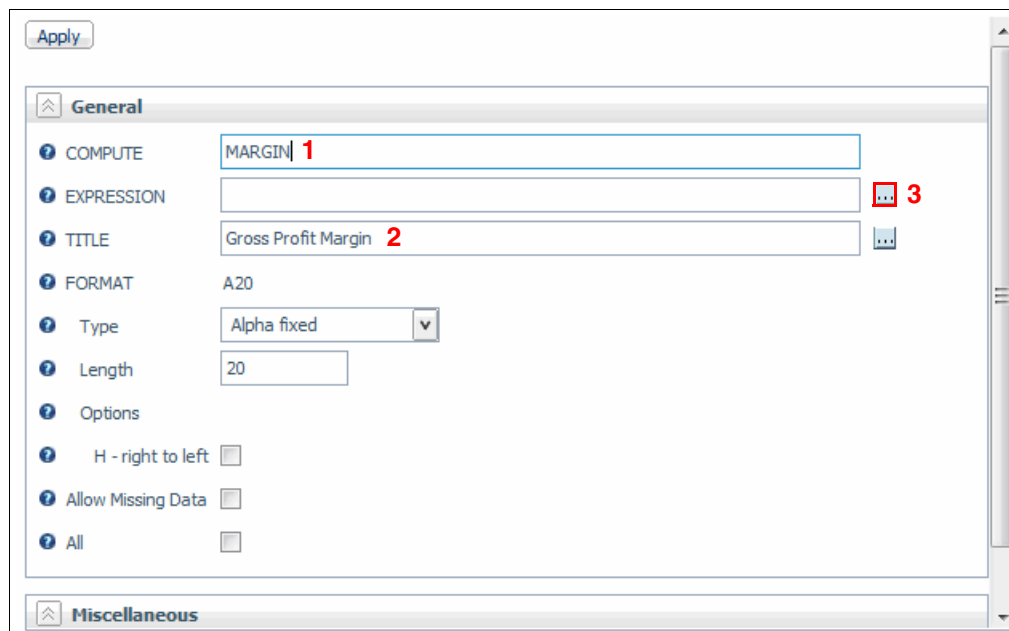 Apply
General
COMPUTE MARGIN 1
EXPRESSION ... 3
TITLE Gross Profit Margin 2 ...
FORMAT A20
Type Alpha fixed
Length 20
Options
H - right to left
Allow Missing Data
All
Miscellaneous